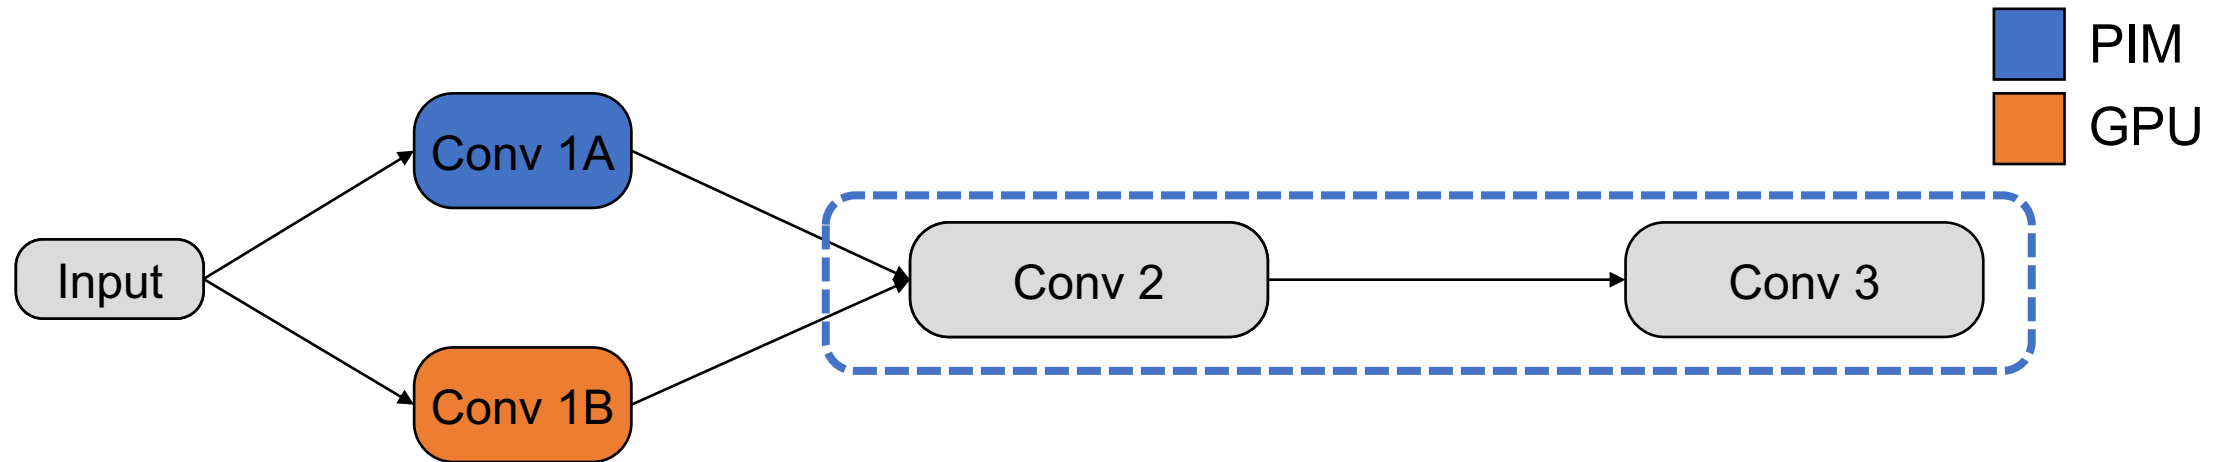 PIM
GPU
Conv 1A
Input
Conv 2
Conv 3
Conv 1B